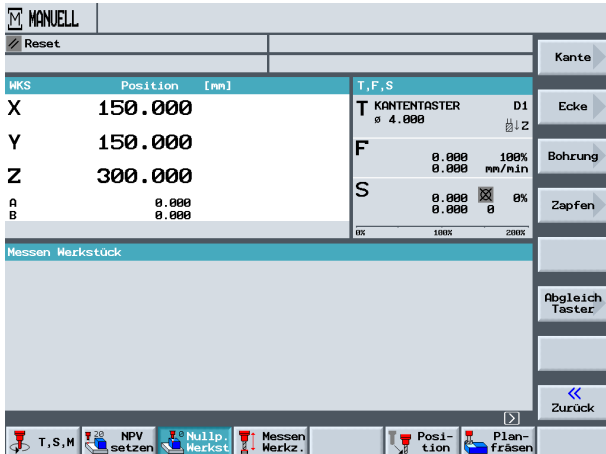 M MANUELL
Reset
WKS Position [mm]
X 150.000
Y 150.000
Z 300.000
A 0.000
B 0.000
T,F,S
T KANTENTASTER D1
ø 4.000
Z
F 0.000 100%
0.000 mm/min
S 0.000 0%
0.000 0
0% 100% 200%
Messen Werkstück
Kante
Ecke
Bohrung
Zapfen
Abgleich
Taster
Zurück
T,S,M
NPV
setzen
Nullp.
Werkst
Messen
Werkz.
Posi-
tion
Plan-
fräsen